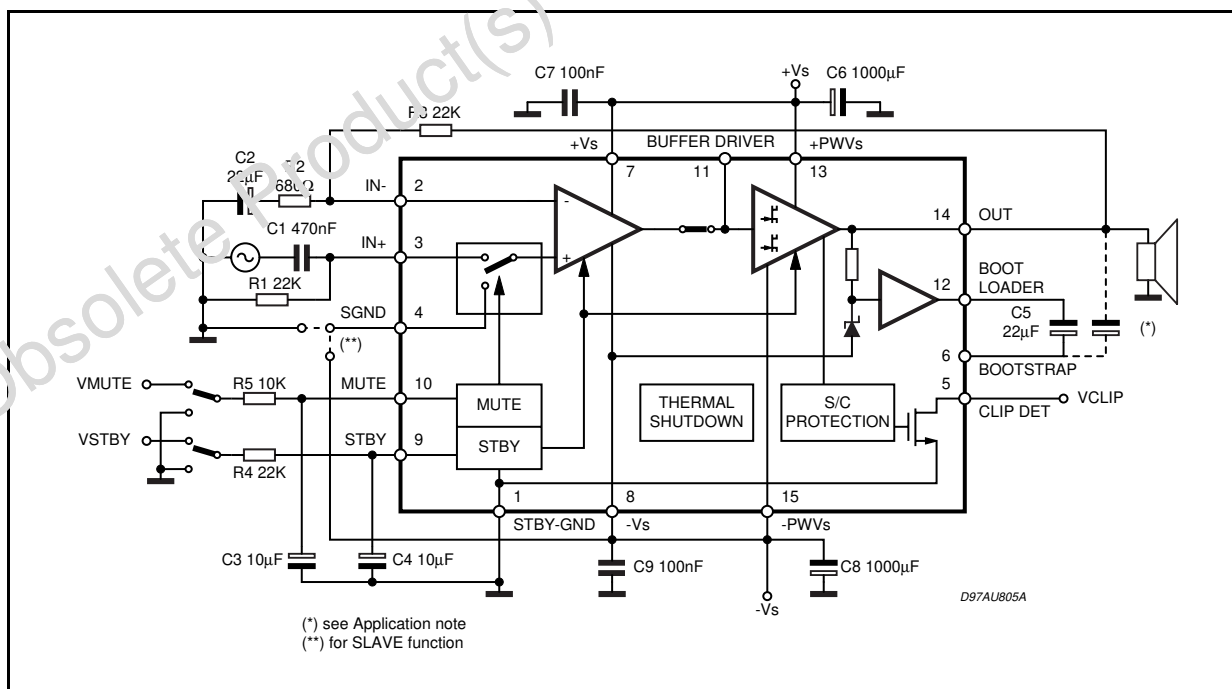 Obsolete Product(s)
C7 100nF
+Vs
C6 1000µF
R3 22K
+Vs
BUFFER DRIVER
+PWVs
7
11
13
C2
22µF
R2
680Ω
IN-
2
-
14
OUT
C1 470nF
IN+
3
+
R1 22K
BOOT
LOADER
12
SGND
4
C5
22µF
(*)
(**)
6
BOOTSTRAP
VMUTE
R5 10K
MUTE
10
MUTE
THERMAL
SHUTDOWN
S/C
PROTECTION
5
VCLIP
CLIP DET
VSTBY
R4 22K
STBY
9
STBY
1
8
15
STBY-GND
-Vs
-PWVs
C3 10µF
C4 10µF
C9 100nF
C8 1000µF
-Vs
D97AU805A
(*) see Application note
(**) for SLAVE function